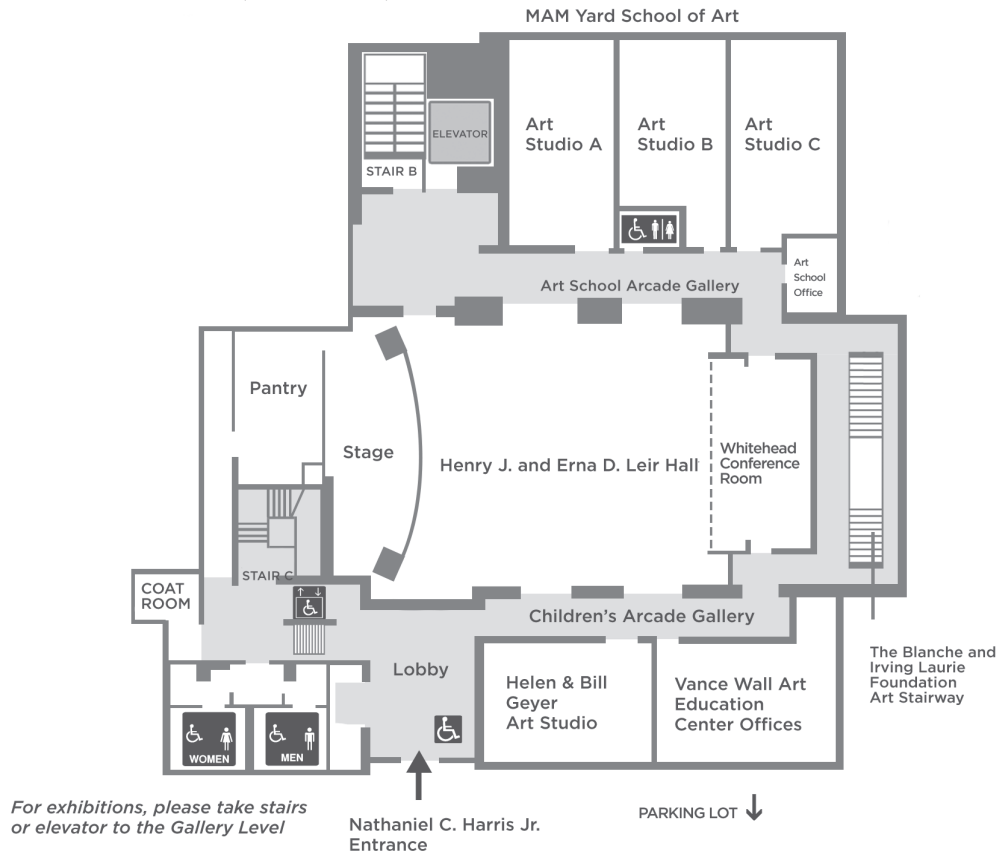 MAM Yard School of Art
ELEVATOR
STAIR B
Art
Studio A
Art
Studio B
Art
Studio C
Art
School
Office
Art School Arcade Gallery
Pantry
Stage
Henry J. and Erna D. Leir Hall
Whitehead
Conference
Room
STAIR C
COAT
ROOM
Children's Arcade Gallery
Lobby
Helen & Bill
Geyer
Art Studio
Vance Wall Art
Education
Center Offices
The Blanche and
Irving Laurie
Foundation
Art Stairway
WOMEN
MEN
For exhibitions, please take stairs
or elevator to the Gallery Level
Nathaniel C. Harris Jr.
Entrance
PARKING LOT